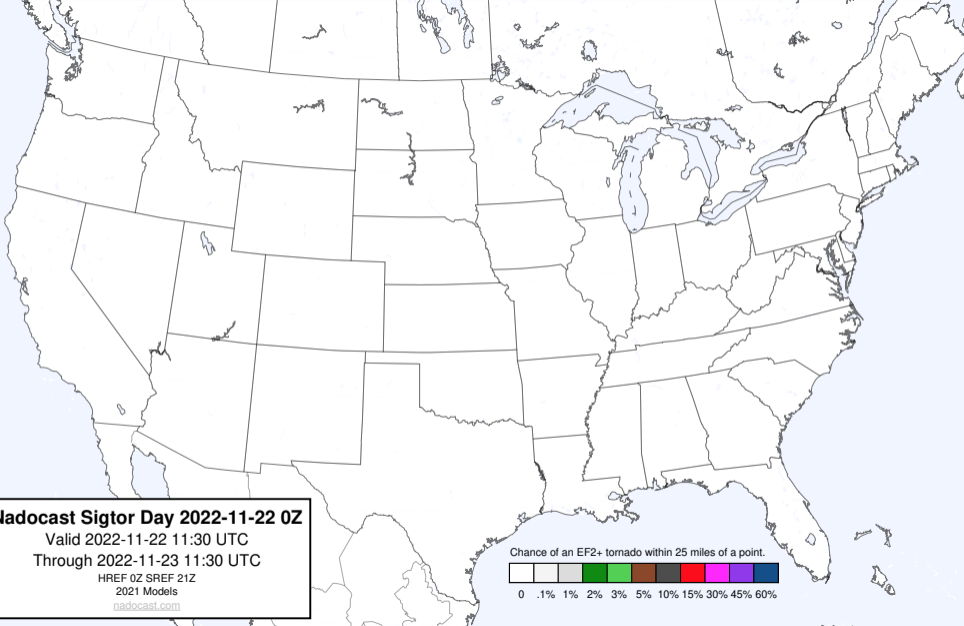 Nadocast Sigtor Day 2022-11-22 0Z
Valid 2022-11-22 11:30 UTC
Through 2022-11-23 11:30 UTC
HREF 0Z SREF 21Z
2021 Models
nadocast.com
Chance of an EF2+ tornado within 25 miles of a point.
0 .1% 1% 2% 3% 5% 10% 15% 30% 45% 60%